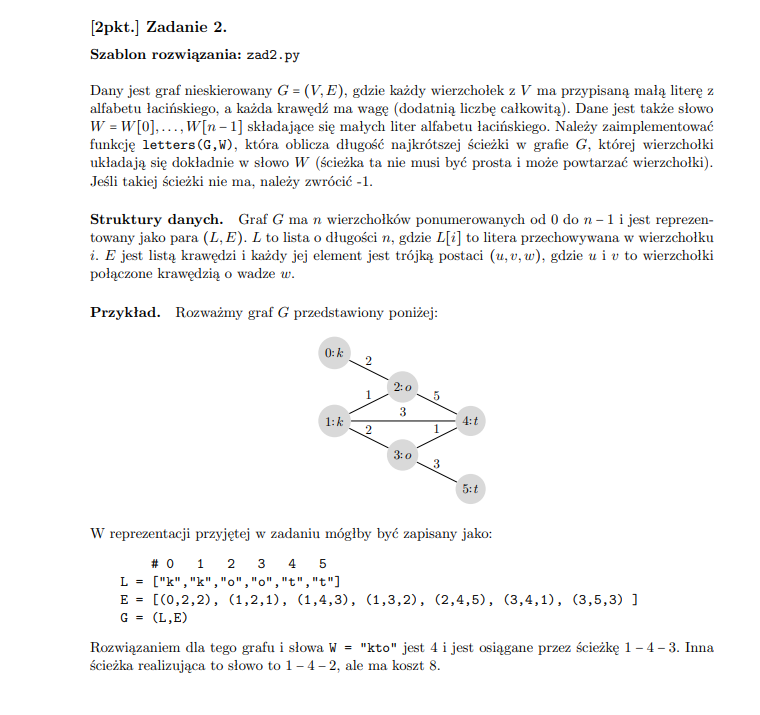 [2pkt.] Zadanie 2.
Szablon rozwiązania: zad2.py
Dany jest graf nieskierowany G = (V, E), gdzie każdy wierzchołek z V ma przypisaną małą literę z
alfabetu łacińskiego, a każda krawędź ma wagę (dodatnią liczbę całkowitą). Dane jest także słowo
W = W[0], . . . , W[n − 1] składające się małych liter alfabetu łacińskiego. Należy zaimplementować
funkcję letters(G,W), która oblicza długość najkrótszej ścieżki w grafie G, której wierzchołki
układają się dokładnie w słowo W (ścieżka ta nie musi być prosta i może powtarzać wierzchołki).
Jeśli takiej ścieżki nie ma, należy zwrócić -1.
Struktury danych. Graf G ma n wierzchołków ponumerowanych od 0 do n − 1 i jest reprezen-
towany jako para (L, E). L to lista o długości n, gdzie L[i] to litera przechowywana w wierzchołku
i. E jest listą krawędzi i każdy jej element jest trójką postaci (u, v, w), gdzie u i v to wierzchołki
połączone krawędzią o wadze w.
Przykład. Rozważmy graf G przedstawiony poniżej:
0: k
2
2: o
1
5
3
1: k
4: t
2
1
3: o
3
5: t
W reprezentacji przyjętej w zadaniu mógłby być zapisany jako:
# 0 1 2 3 4 5
L = ["k","k","o","o","t","t"]
E = [(0,2,2), (1,2,1), (1,4,3), (1,3,2), (2,4,5), (3,4,1), (3,5,3) ]
G = (L,E)
Rozwiązaniem dla tego grafu i słowa W = "kto" jest 4 i jest osiągane przez ścieżkę 1 − 4 − 3. Inna
ścieżka realizująca to słowo to 1 − 4 − 2, ale ma koszt 8.